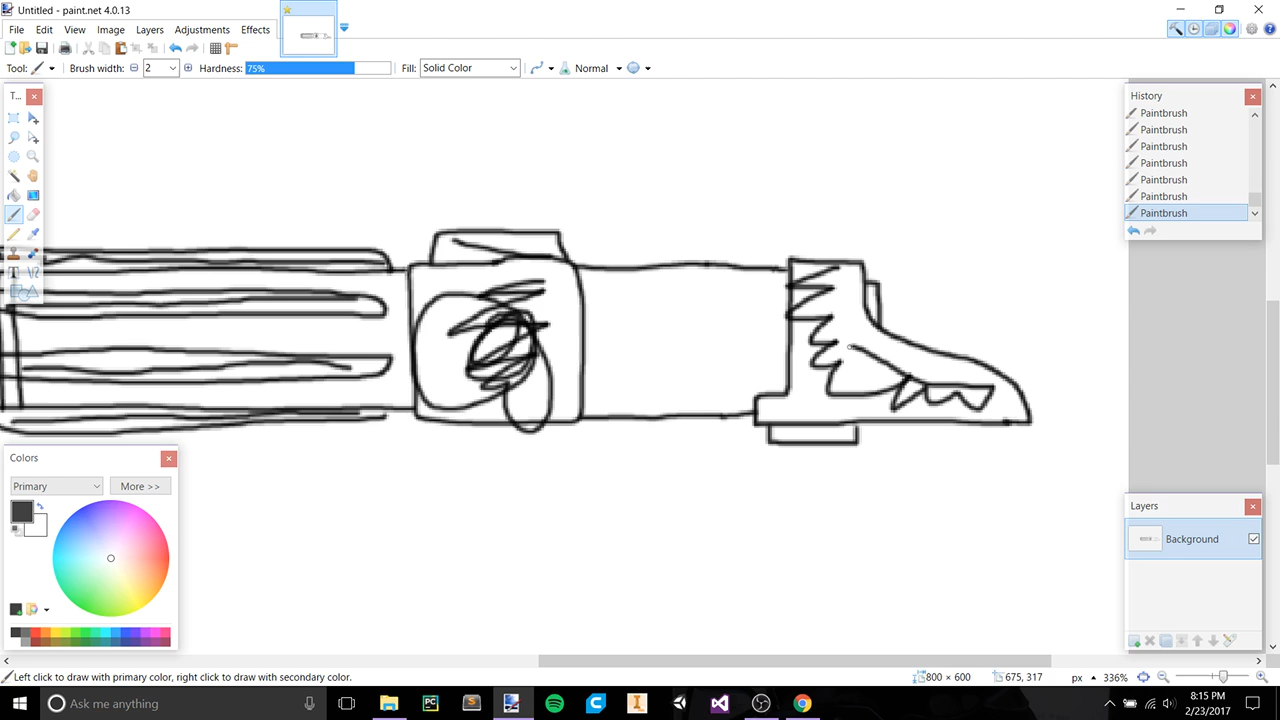 Untitled - paint.net 4.0.13
File Edit View Image Layers Adjustments Effects
Tool: Brush width: 2 Hardness: 75% Fill: Solid Color Normal
T...
History
Paintbrush
Paintbrush
Paintbrush
Paintbrush
Paintbrush
Paintbrush
Paintbrush
Colors
Primary More >>
Layers
Background
Left click to draw with primary color, right click to draw with secondary color. 800 × 600 675, 317 px 336%
Ask me anything
8:15 PM
2/23/2017